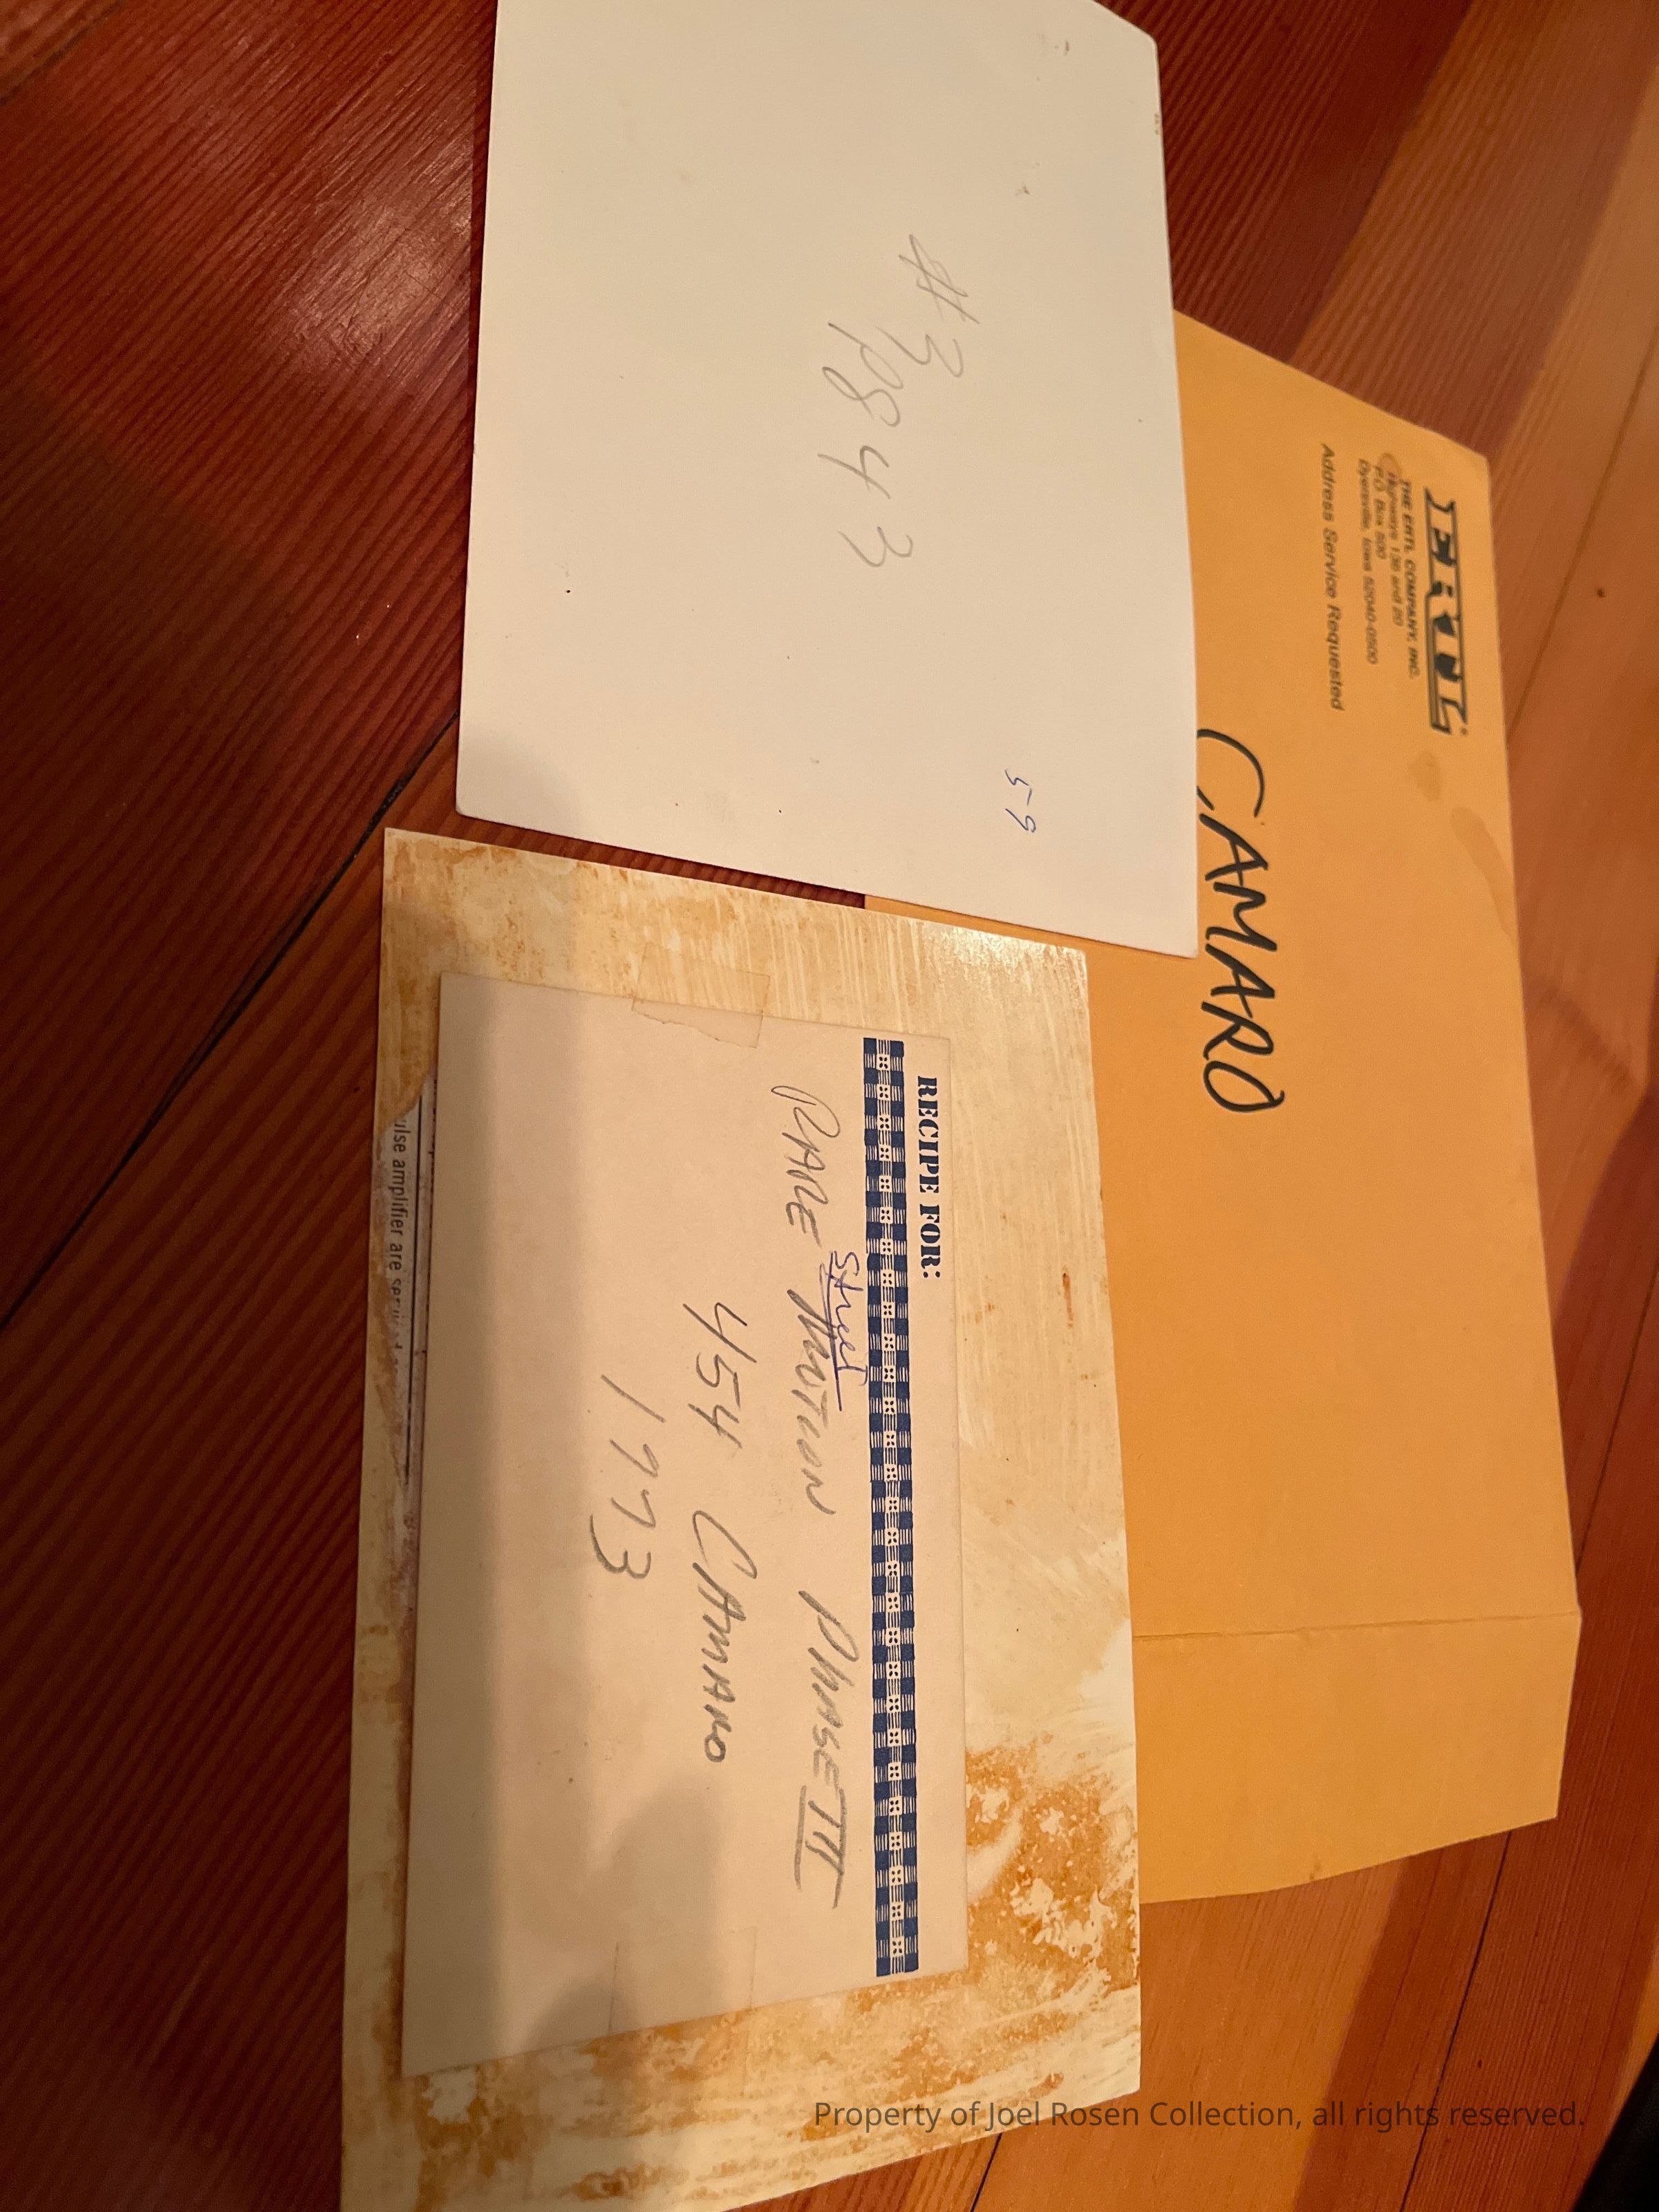 ERTL®
THE ERTL COMPANY, INC.
Highways 136 and 20
P.O. Box 500
Dyersville, Iowa 52040-0500
Address Service Requested
CAMARO
#3
P843
59
RECIPE FOR:
Street
RARE MOTION PHASE III
454 CAMARO
1973
ulse amplifier are
Property of Joel Rosen Collection, all rights reserved.